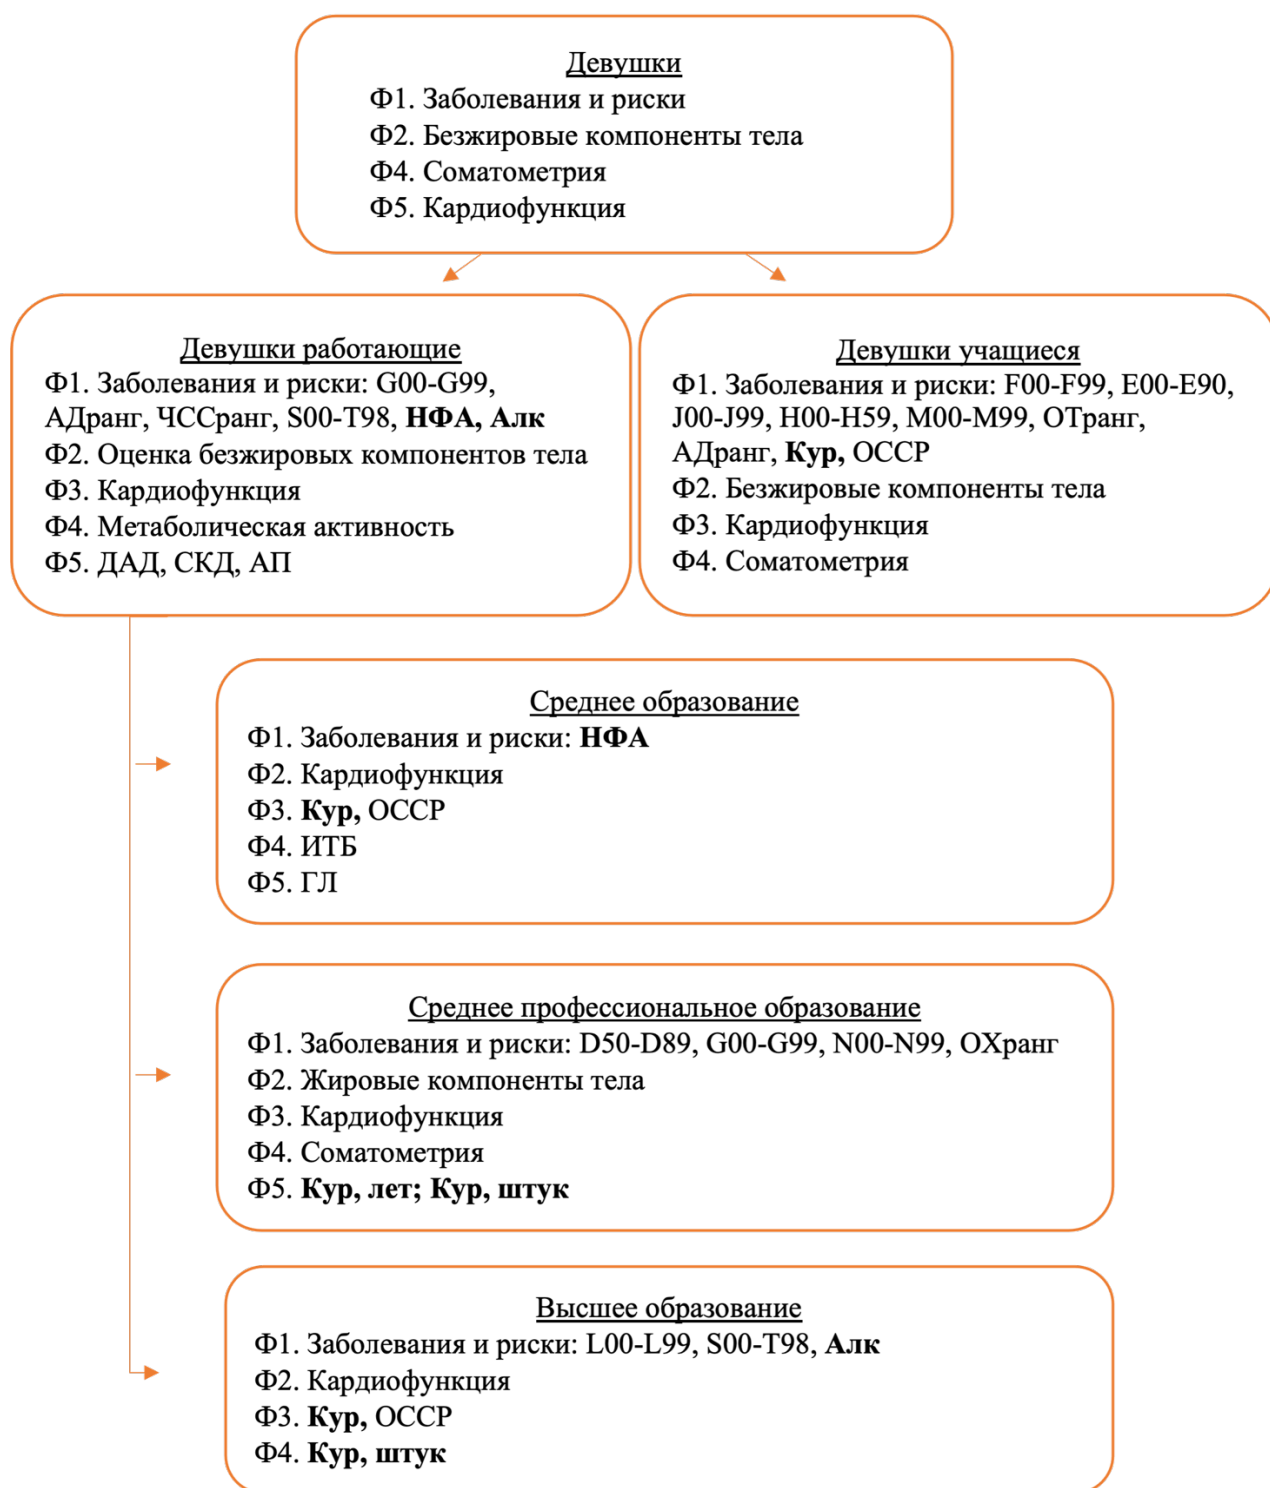 Девушки
Ф1. Заболевания и риски
Ф2. Безжировые компоненты тела
Ф4. Соматометрия
Ф5. Кардиофункция
Девушки работающие
Ф1. Заболевания и риски: G00-G99,
АДранг, ЧССранг, S00-T98, НФА, Алк
Ф2. Оценка безжировых компонентов тела
Ф3. Кардиофункция
Ф4. Метаболическая активность
Ф5. ДАД, СКД, АП
Девушки учащиеся
Ф1. Заболевания и риски: F00-F99, E00-E90,
J00-J99, H00-H59, M00-M99, ОТранг,
АДранг, Кур, ОССР
Ф2. Безжировые компоненты тела
Ф3. Кардиофункция
Ф4. Соматометрия
Среднее образование
Ф1. Заболевания и риски: НФА
Ф2. Кардиофункция
Ф3. Кур, ОССР
Ф4. ИТБ
Ф5. ГЛ
Среднее профессиональное образование
Ф1. Заболевания и риски: D50-D89, G00-G99, N00-N99, ОХранг
Ф2. Жировые компоненты тела
Ф3. Кардиофункция
Ф4. Соматометрия
Ф5. Кур, лет; Кур, штук
Высшее образование
Ф1. Заболевания и риски: L00-L99, S00-T98, Алк
Ф2. Кардиофункция
Ф3. Кур, ОССР
Ф4. Кур, штук